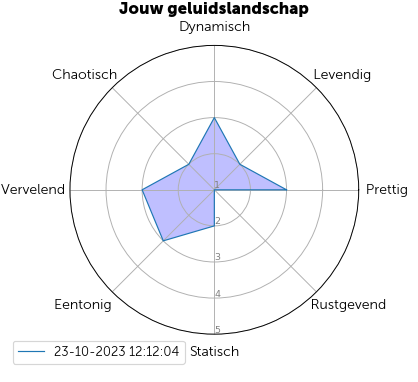 Jouw geluidslandschap
Dynamisch
Chaotisch
Levendig
Vervelend
1
Prettig
2
3
Eentonig
4
Rustgevend
5
23-10-2023 12:12:04
Statisch